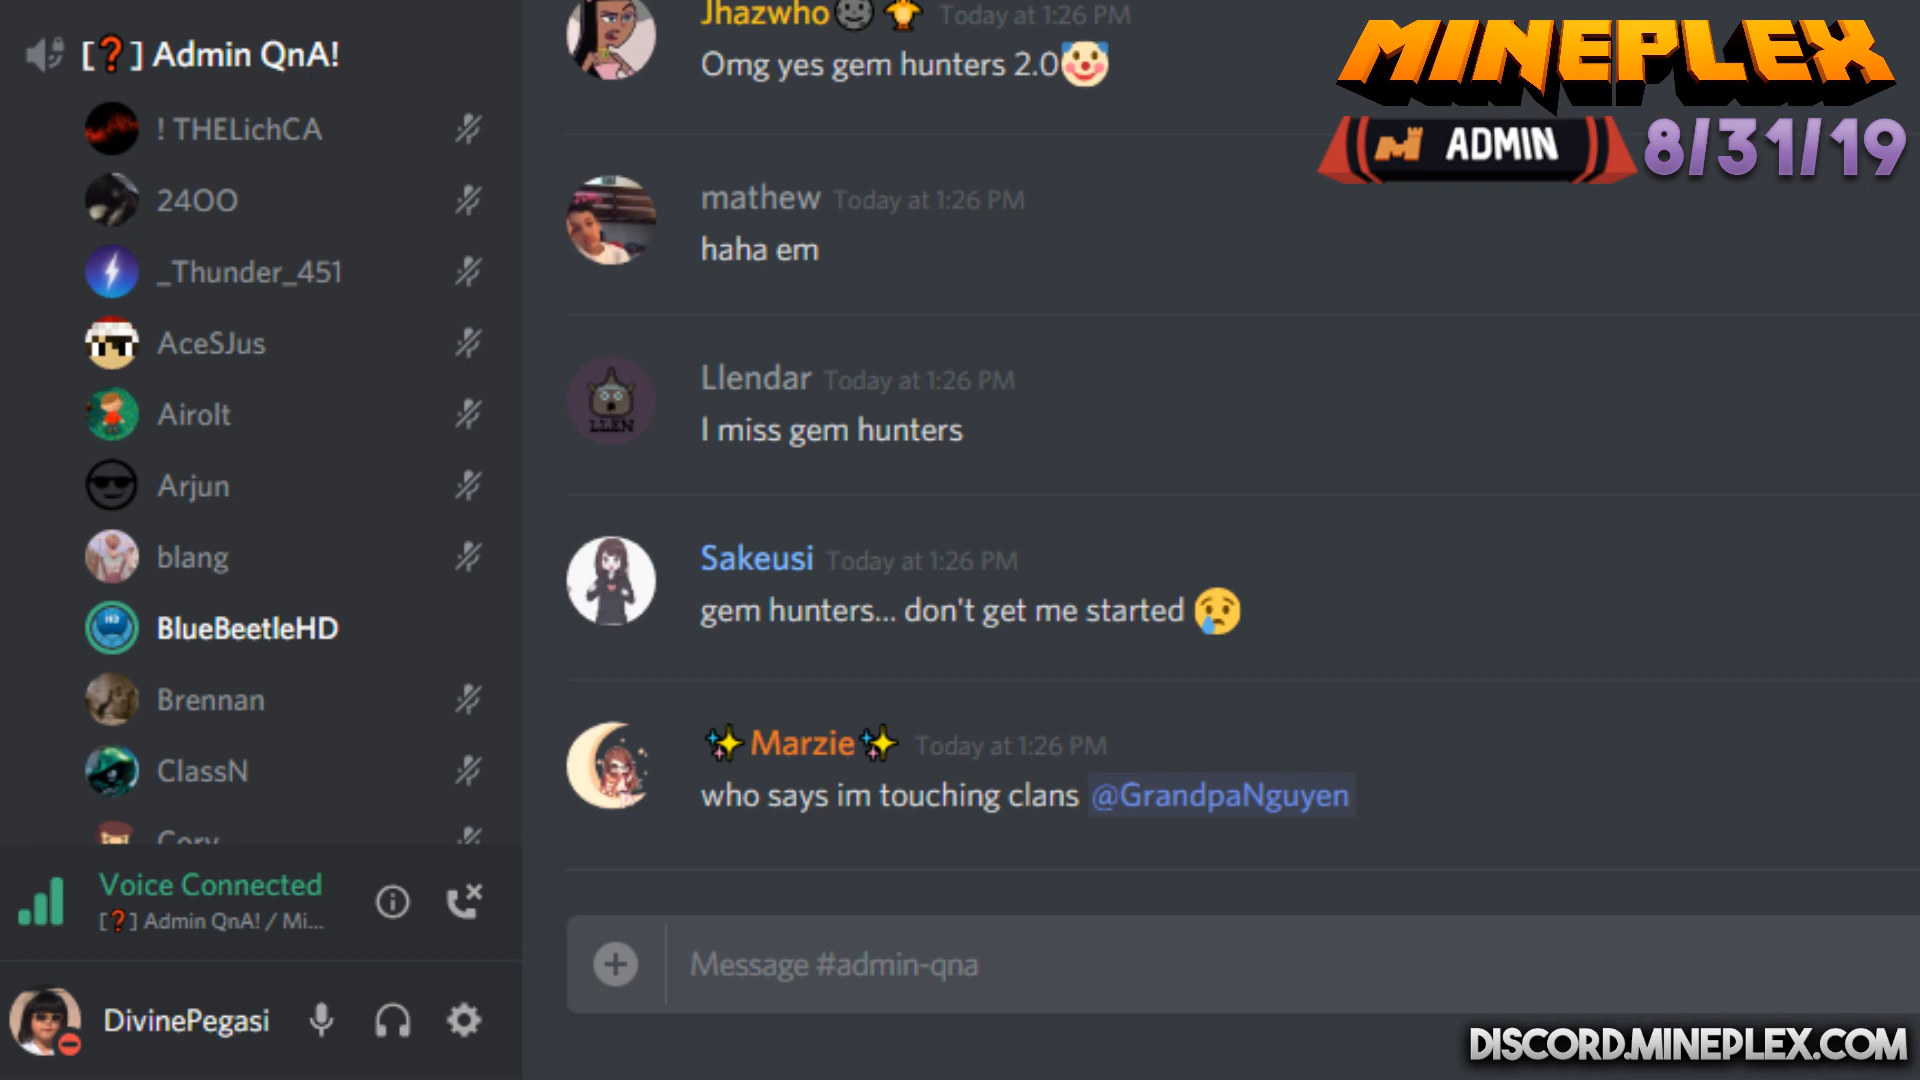 [❓] Admin QnA!
! THELichCA
24OO
_Thunder_451
AceSJus
Airolt
Arjun
blang
BlueBeetleHD
Brennan
ClassN
Cory
Voice Connected
[❓] Admin QnA! / Mi...
DivinePegasi
Jhazwho Today at 1:26 PM
Omg yes gem hunters 2.0🤡
mathew Today at 1:26 PM
haha em
Llendar Today at 1:26 PM
I miss gem hunters
LLEN
Sakeusi Today at 1:26 PM
gem hunters... don't get me started 😢
✨Marzie✨ Today at 1:26 PM
who says im touching clans @GrandpaNguyen
Message #admin-qna
MINEPLEX
ADMIN 8/31/19
DISCORD.MINEPLEX.COM